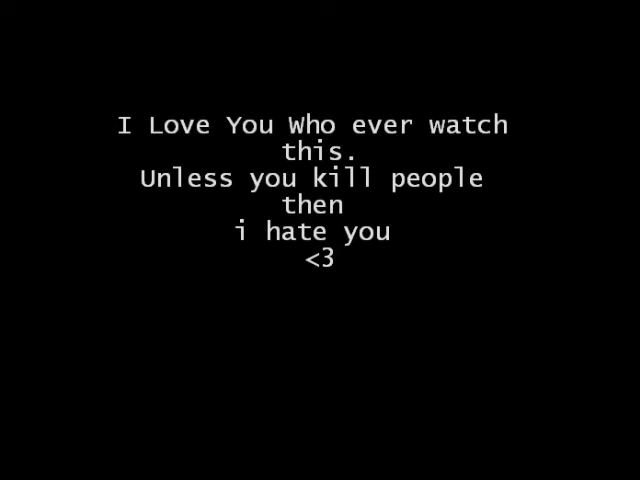 I Love You Who ever watch
this.
Unless you kill people
then
i hate you
<3